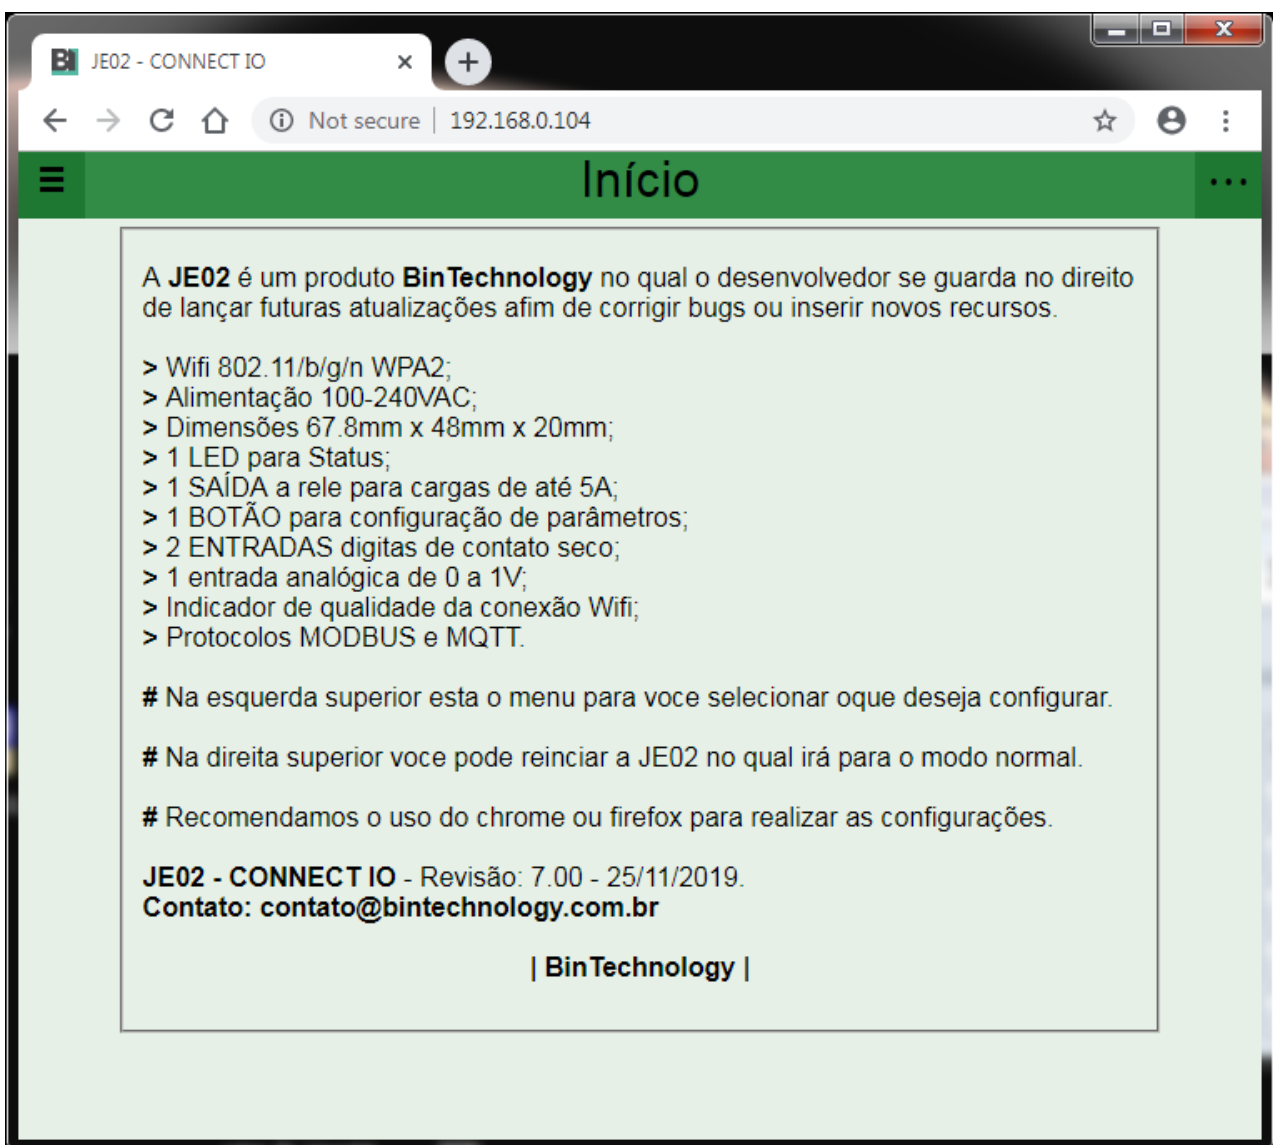 JE02 - CONNECT IO
Not secure | 192.168.0.104
Início
A JE02 é um produto BinTechnology no qual o desenvolvedor se guarda no direito
de lançar futuras atualizações afim de corrigir bugs ou inserir novos recursos.
> Wifi 802.11/b/g/n WPA2;
> Alimentação 100-240VAC;
> Dimensões 67.8mm x 48mm x 20mm;
> 1 LED para Status;
> 1 SAÍDA a rele para cargas de até 5A;
> 1 BOTÃO para configuração de parâmetros;
> 2 ENTRADAS digitas de contato seco;
> 1 entrada analógica de 0 a 1V;
> Indicador de qualidade da conexão Wifi;
> Protocolos MODBUS e MQTT.
# Na esquerda superior esta o menu para voce selecionar oque deseja configurar.
# Na direita superior voce pode reinciar a JE02 no qual irá para o modo normal.
# Recomendamos o uso do chrome ou firefox para realizar as configurações.
JE02 - CONNECT IO - Revisão: 7.00 - 25/11/2019.
Contato: contato@bintechnology.com.br
| BinTechnology |